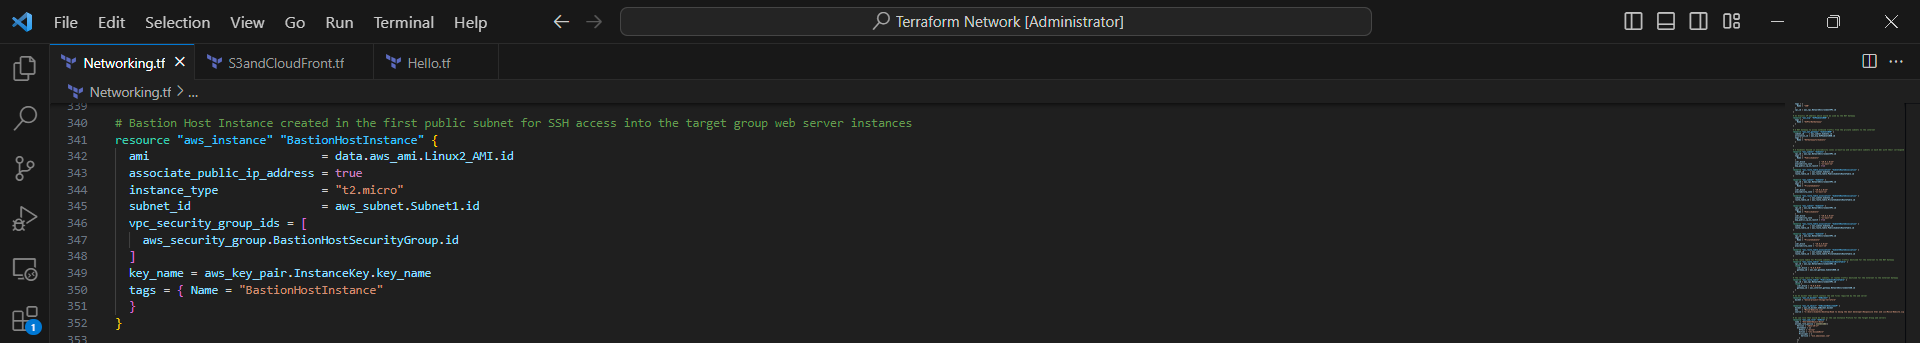 File Edit Selection View Go Run Terminal Help Terraform Network [Administrator]
Networking.tf S3andCloudFront.tf Hello.tf
Networking.tf > ...
339
340 # Bastion Host Instance created in the first public subnet for SSH access into the target group web server instances
341 resource "aws_instance" "BastionHostInstance" {
342 ami = data.aws_ami.Linux2_AMI.id
343 associate_public_ip_address = true
344 instance_type = "t2.micro"
345 subnet_id = aws_subnet.Subnet1.id
346 vpc_security_group_ids = [
347 aws_security_group.BastionHostSecurityGroup.id
348 ]
349 key_name = aws_key_pair.InstanceKey.key_name
350 tags = { Name = "BastionHostInstance"
351 }
352 }
353
1